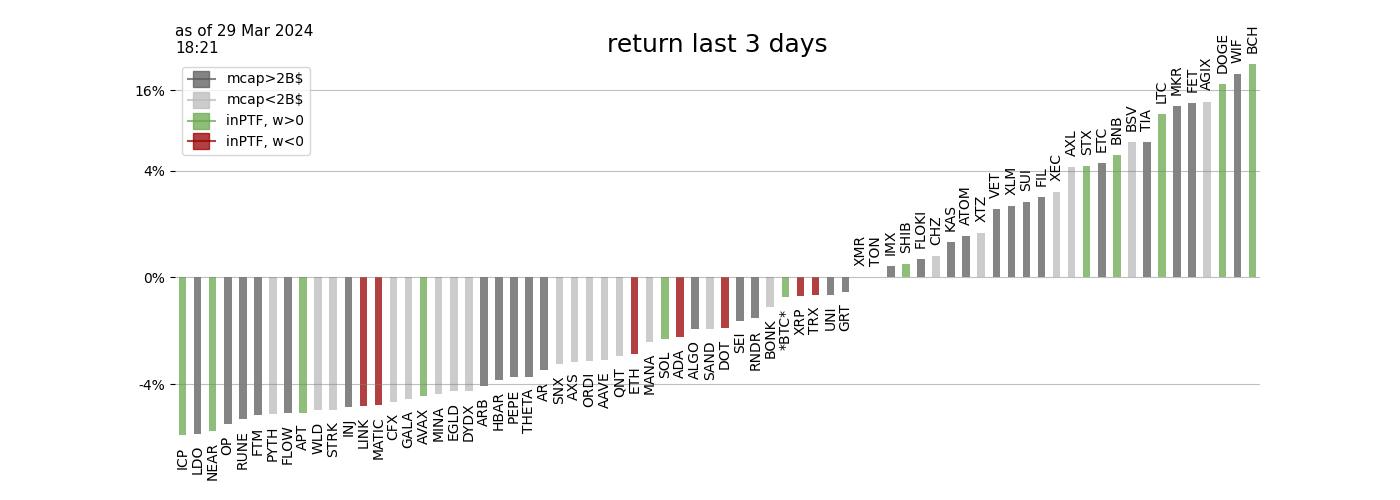 as of 29 Mar 2024
18:21
return last 3 days
mcap>2B$
mcap<2B$
inPTF, w>0
inPTF, w<0
16%
4%
0%
-4%
ICP
LDO
NEAR
OP
RUNE
FTM
PYTH
FLOW
APT
WLD
STRK
INJ
LINK
MATIC
CFX
GALA
AVAX
MINA
EGLD
DYDX
ARB
HBAR
PEPE
THETA
AR
SNX
AXS
ORDI
AAVE
QNT
ETH
MANA
SOL
ADA
ALGO
SAND
DOT
SEI
RNDR
BONK
*BTC*
XRP
TRX
UNI
GRT
XMR
TON
IMX
SHIB
FLOKI
CHZ
KAS
ATOM
XTZ
VET
XLM
SUI
FIL
XEC
AXL
STX
ETC
BNB
BSV
TIA
LTC
MKR
FET
AGIX
DOGE
WIF
BCH